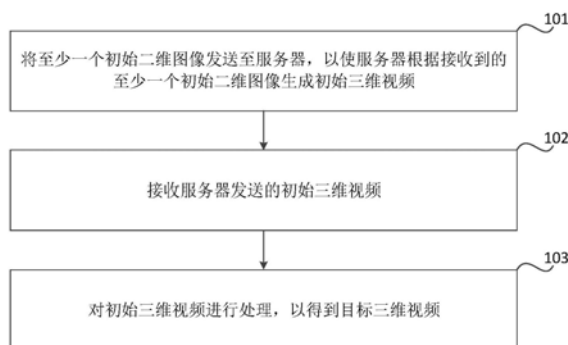 101
将至少一个初始二维图像发送至服务器，以使服务器根据接收到的
至少一个初始二维图像生成初始三维视频
102
接收服务器发送的初始三维视频
103
对初始三维视频进行处理，以得到目标三维视频